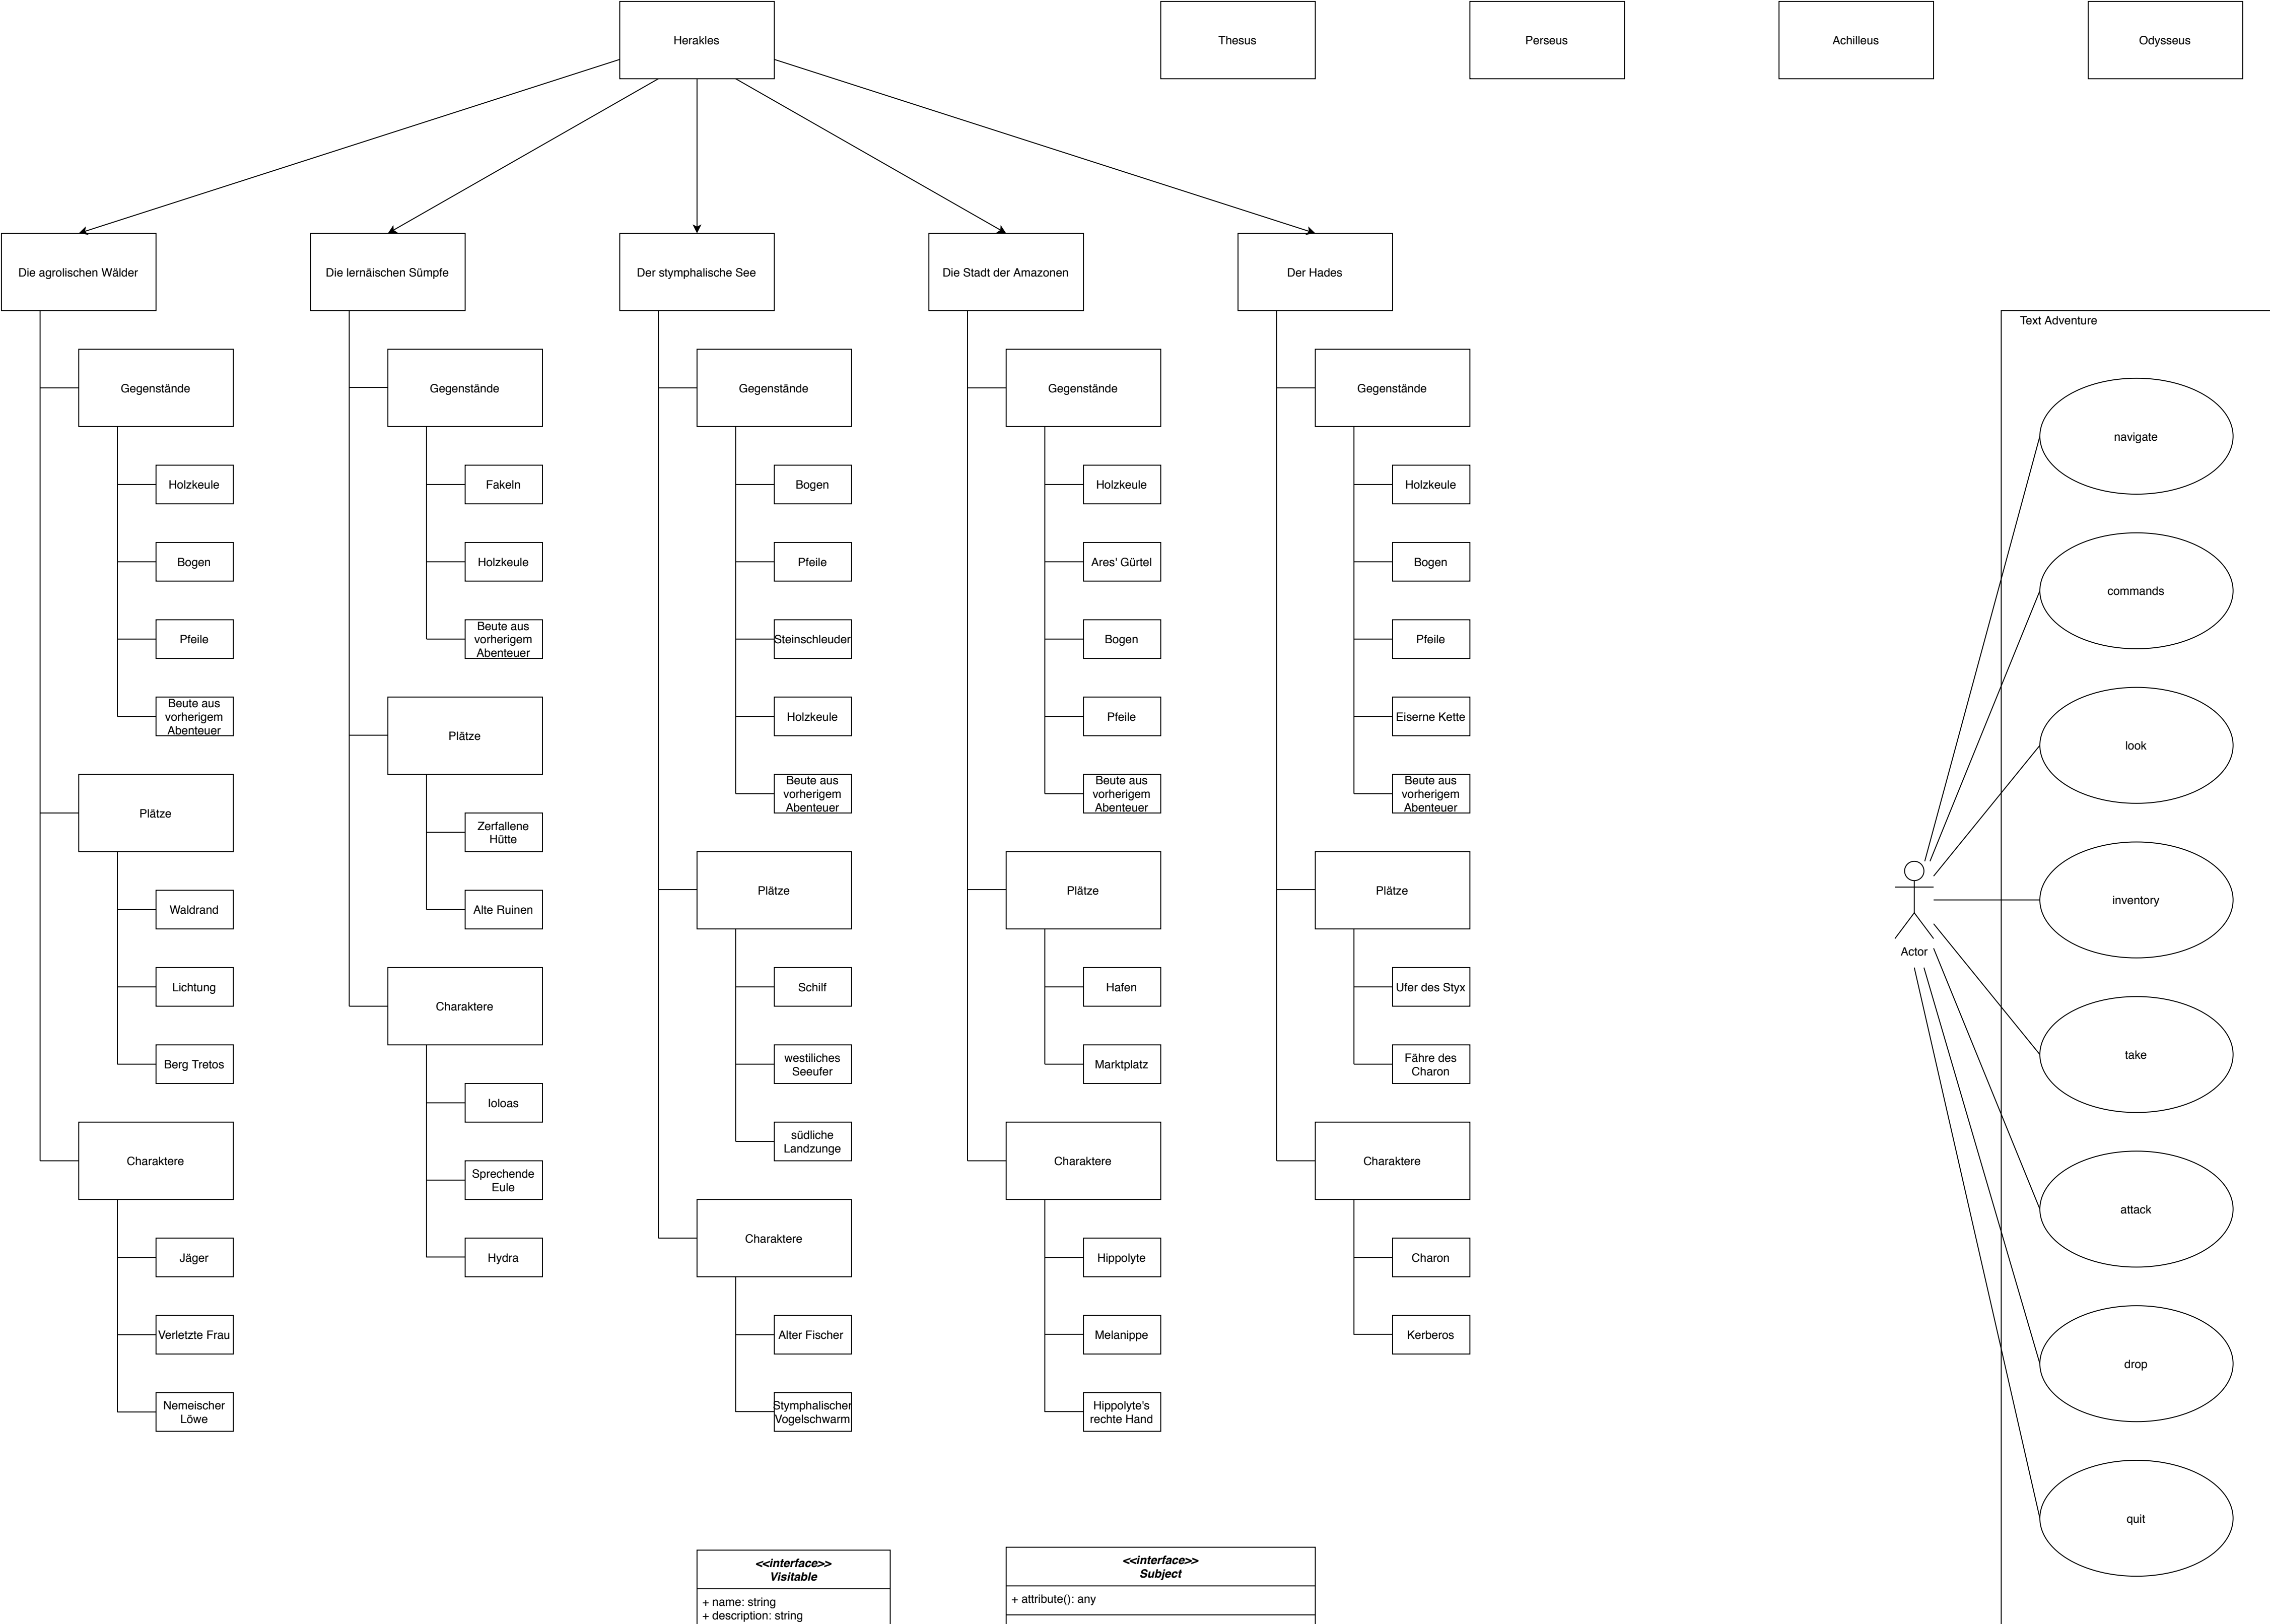 Herakles
Thesus
Perseus
Achilleus
Odysseus
Die agrolischen Wälder
Die lernäischen Sümpfe
Der stymphalische See
Die Stadt der Amazonen
Der Hades
Gegenstände
Holzkeule
Bogen
Pfeile
Beute aus
vorherigem
Abenteuer
Plätze
Waldrand
Lichtung
Berg Tretos
Charaktere
Jäger
Verletzte Frau
Nemeischer
Löwe
Gegenstände
Fakeln
Holzkeule
Beute aus
vorherigem
Abenteuer
Plätze
Zerfallene
Hütte
Alte Ruinen
Charaktere
Ioloas
Sprechende
Eule
Hydra
Gegenstände
Bogen
Pfeile
Steinschleuder
Holzkeule
Beute aus
vorherigem
Abenteuer
Plätze
Schilf
westiliches
Seeufer
südliche
Landzunge
Charaktere
Alter Fischer
Stymphalischer
Vogelschwarm
Gegenstände
Holzkeule
Ares' Gürtel
Bogen
Pfeile
Beute aus
vorherigem
Abenteuer
Plätze
Hafen
Marktplatz
Charaktere
Hippolyte
Melanippe
Hippolyte's
rechte Hand
Gegenstände
Holzkeule
Bogen
Pfeile
Eiserne Kette
Beute aus
vorherigem
Abenteuer
Plätze
Ufer des Styx
Fähre des
Charon
Charaktere
Charon
Kerberos
Text Adventure
navigate
commands
look
inventory
take
attack
drop
quit
Actor
<<interface>>
Visitable
+ name: string
+ description: string
<<interface>>
Subject
+ attribute(): any